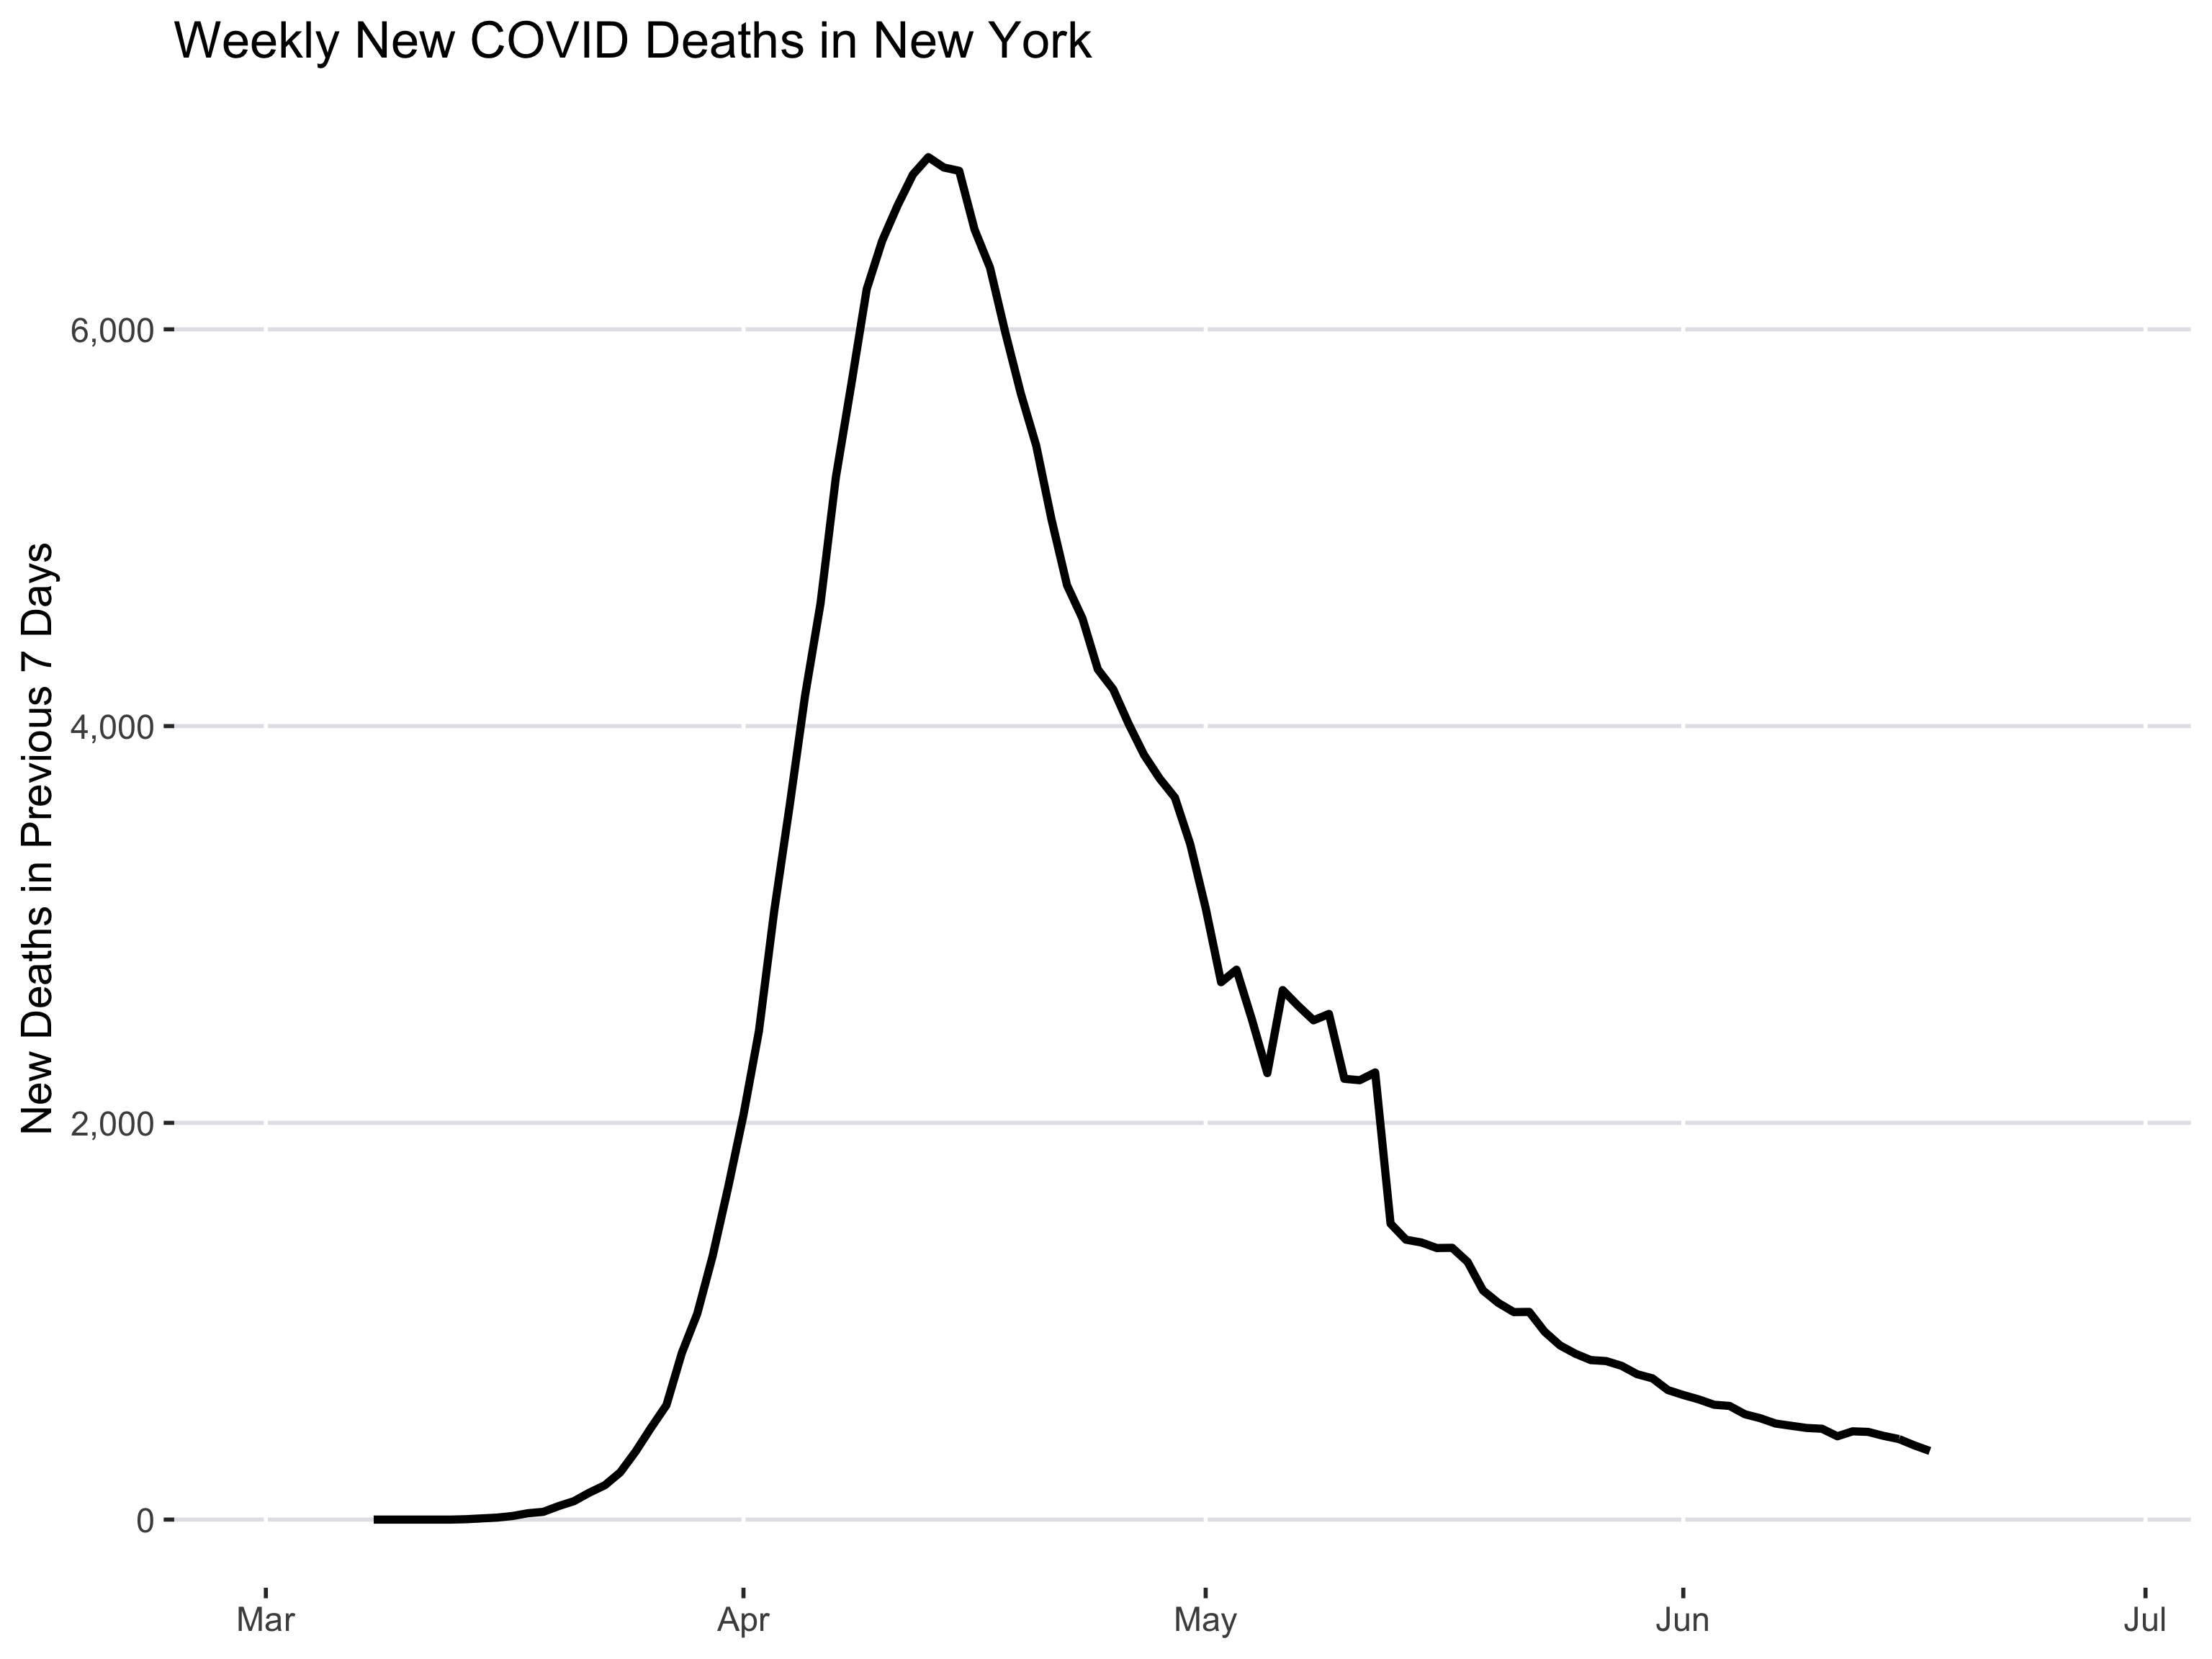 Weekly New COVID Deaths in New York
New Deaths in Previous 7 Days
6,000
4,000
2,000
0
Mar Apr May Jun Jul